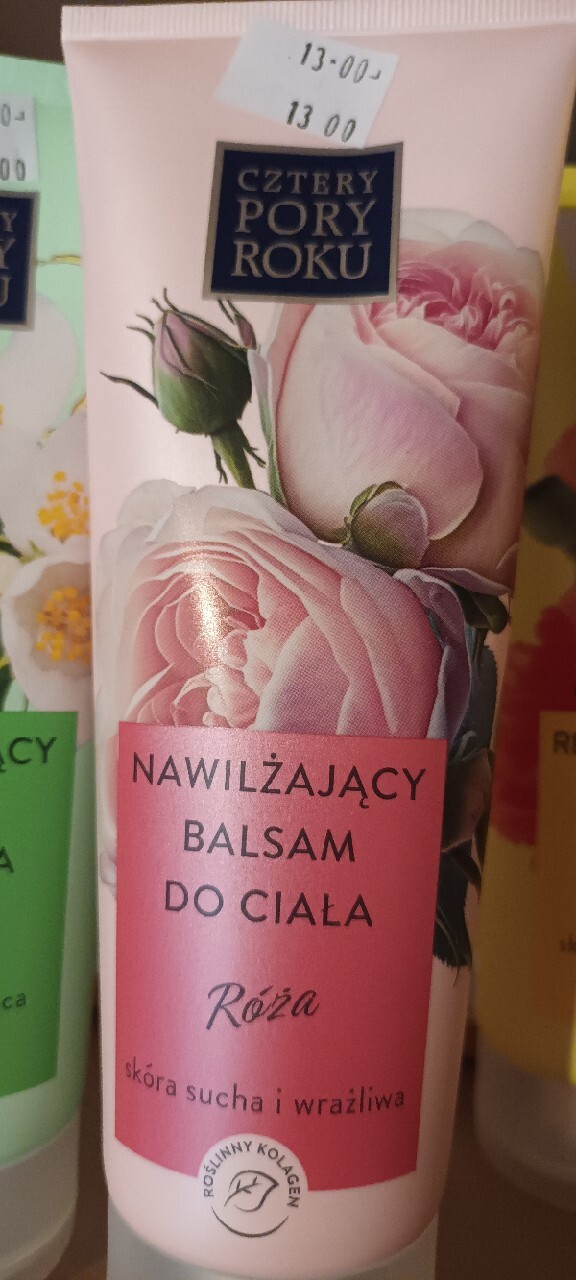 13-00
13 00
CZTERY
PORY
ROKU
NAWILŻAJĄCY
BALSAM
DO CIAŁA
Róża
skóra sucha i wrażliwa
ROŚLINNY KOLAGEN